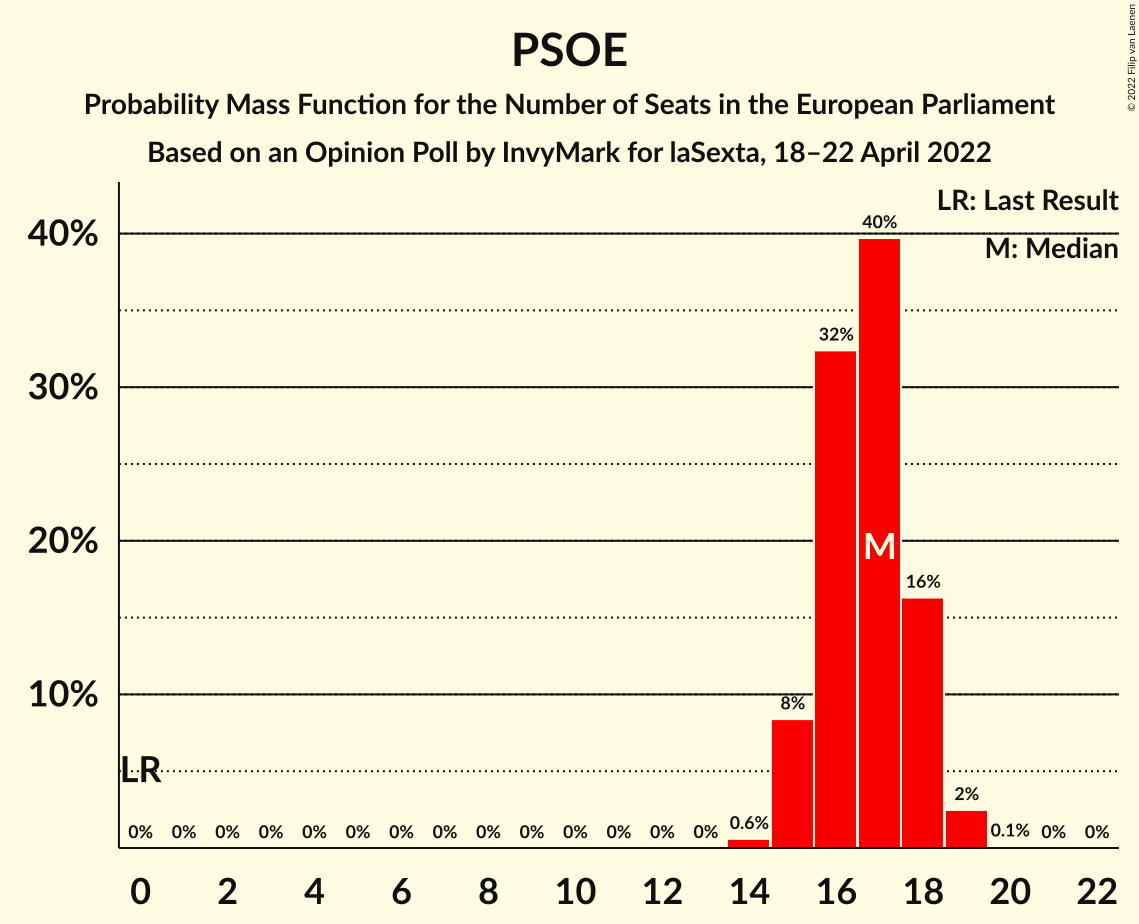 PSOE
Probability Mass Function for the Number of Seats in the European Parliament
Based on an Opinion Poll by InvyMark for laSexta, 18–22 April 2022
© 2022 Filip van Laenen
LR: Last Result
M: Median
40%
30%
20%
10%
LR
M
0% 0% 0% 0% 0% 0% 0% 0% 0% 0% 0% 0% 0% 0% 0.6% 8% 32% 40% 16% 2% 0.1% 0% 0%
0 2 4 6 8 10 12 14 16 18 20 22